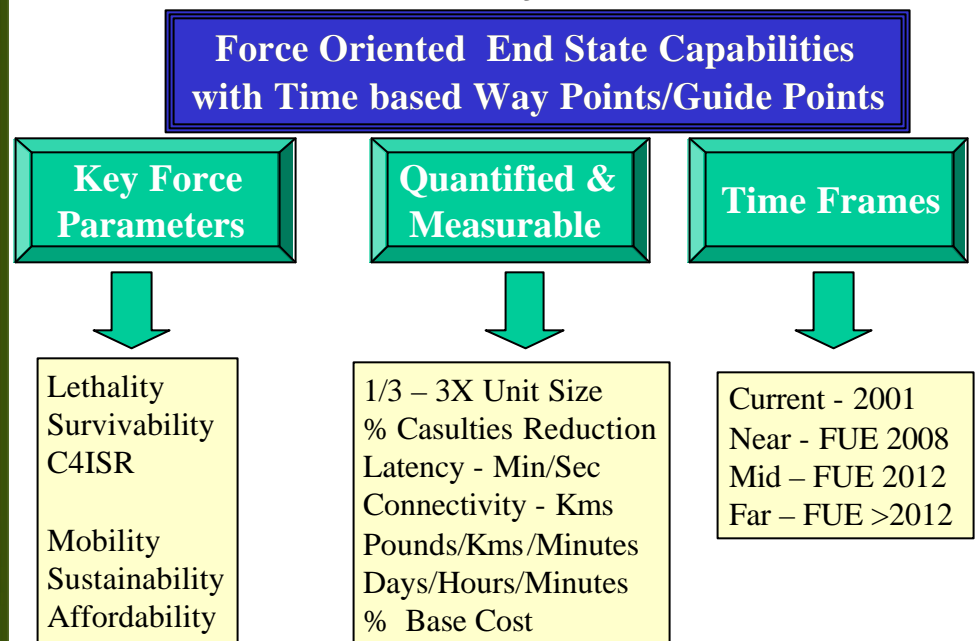 Force Oriented End State Capabilities
with Time based Way Points/Guide Points
Key Force
Parameters
Quantified &
Measurable
Time Frames
Lethality
Survivability
C4ISR
Mobility
Sustainability
Affordability
1/3 – 3X Unit Size
% Casulties Reduction
Latency - Min/Sec
Connectivity - Kms
Pounds/Kms/Minutes
Days/Hours/Minutes
% Base Cost
Current - 2001
Near - FUE 2008
Mid – FUE 2012
Far – FUE >2012